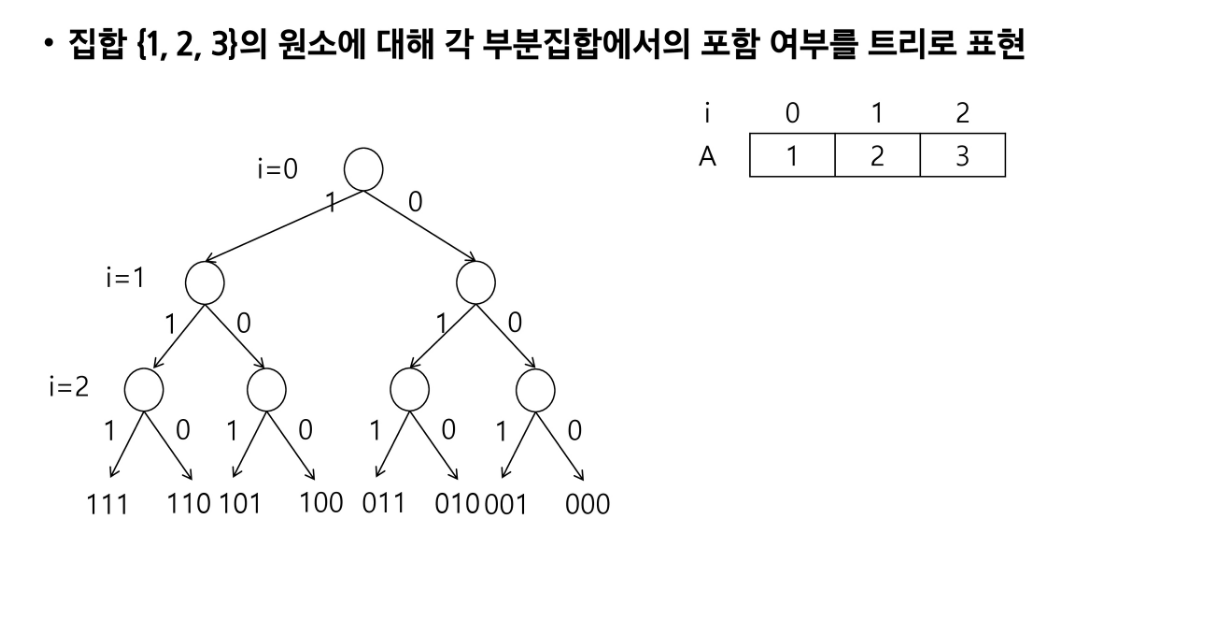 • 집합 {1, 2, 3}의 원소에 대해 각 부분집합에서의 포함 여부를 트리로 표현
i 0 1 2
A 1 2 3
i=0
1 0
i=1
1 0 1 0
i=2
1 0 1 0 1 0 1 0
111 110 101 100 011 010 001 000